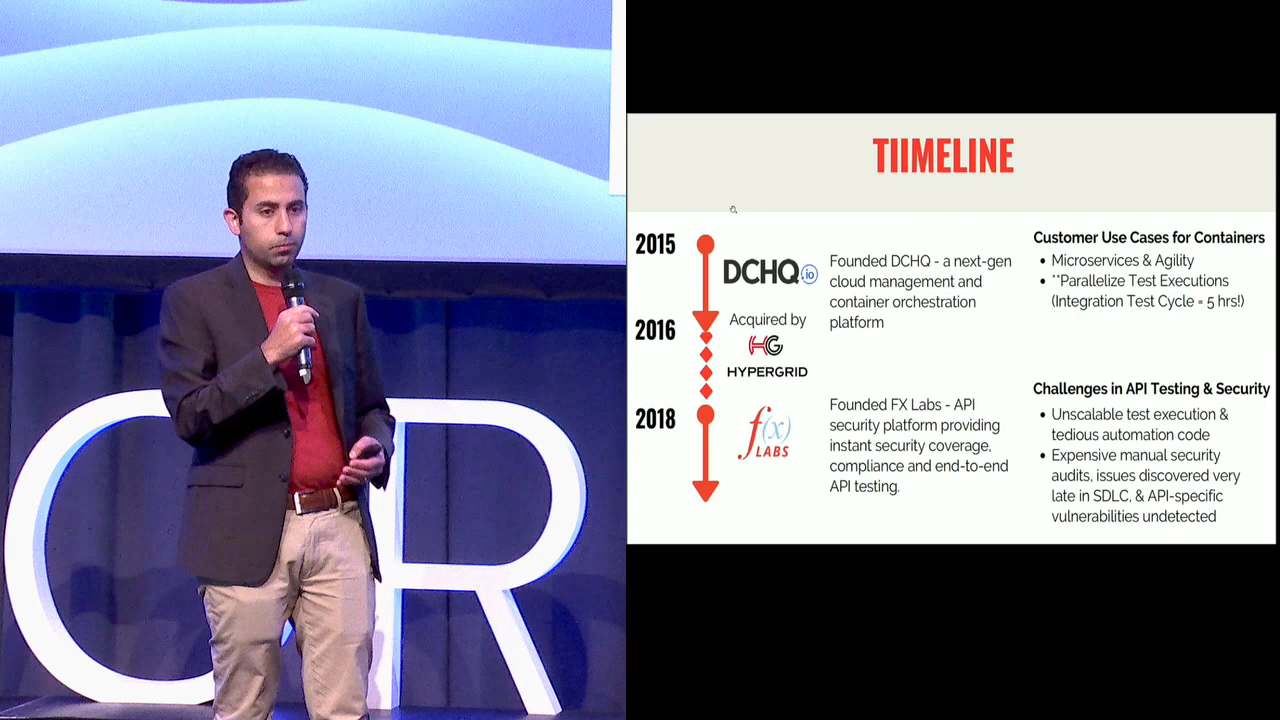 TIIMELINE
2015
DCHQ.io
Founded DCHQ - a next-gen
cloud management and
container orchestration
platform
Customer Use Cases for Containers
• Microservices & Agility
• **Parallelize Test Executions
(Integration Test Cycle = 5 hrs!)
2016
Acquired by
HG
HYPERGRID
2018
f(x)
LABS
Founded FX Labs - API
security platform providing
instant security coverage,
compliance and end-to-end
API testing.
Challenges in API Testing & Security
• Unscalable test execution &
tedious automation code
• Expensive manual security
audits, issues discovered very
late in SDLC, & API-specific
vulnerabilities undetected
R